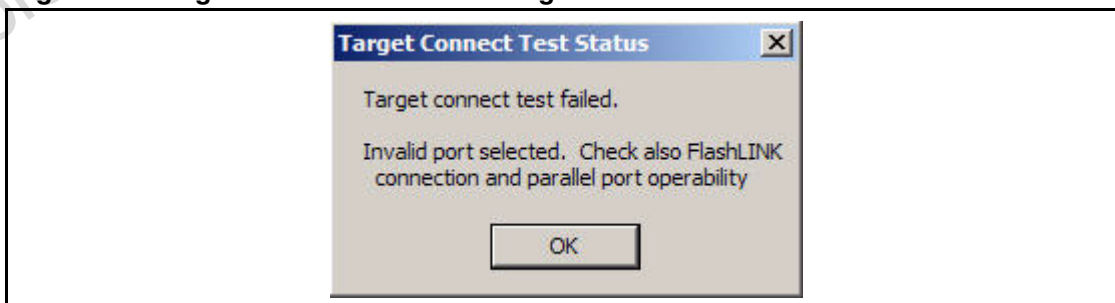 Target Connect Test Status
Target connect test failed.
Invalid port selected. Check also FlashLINK
connection and parallel port operability
OK